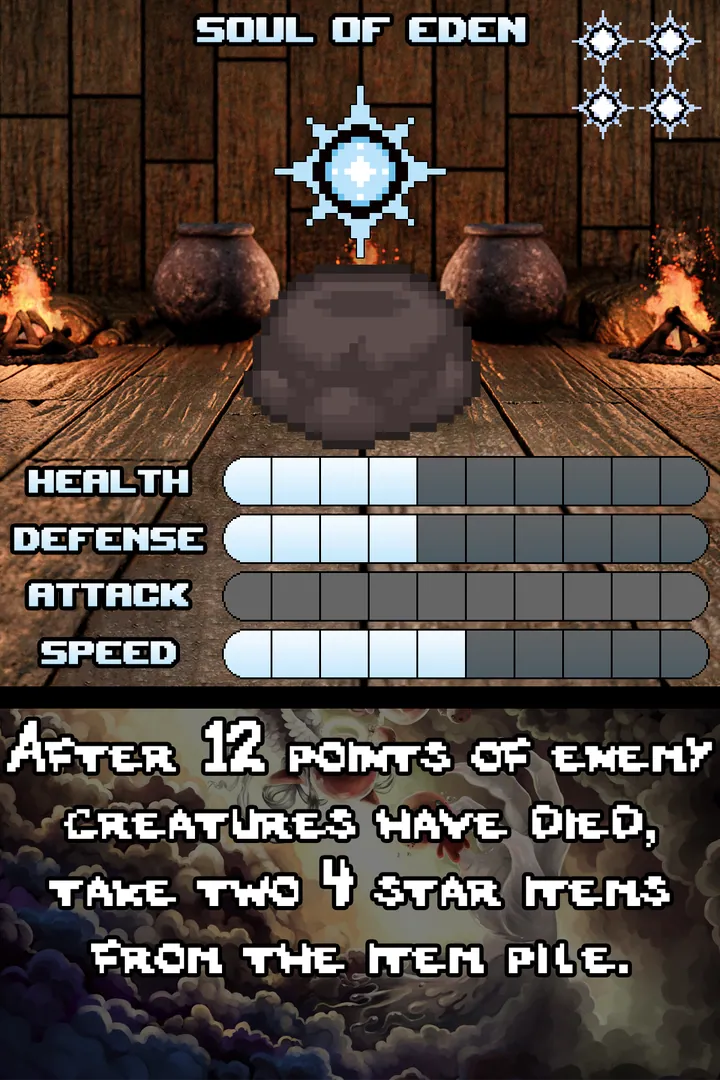 SOUL OF EDEN
HEALTH
DEFENSE
ATTACK
SPEED
AFTER 12 POINTS OF ENEMY
CREATURES HAVE DIED,
TAKE TWO 4 STAR ITEMS
FROM THE ITEM PILE.